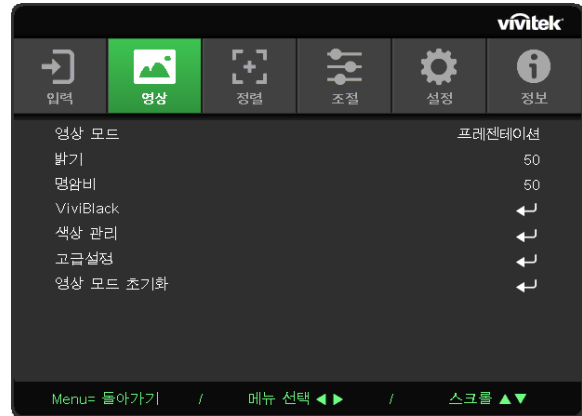 vivitek
입력 영상 정렬 조절 설정 정보
영상 모드 프레젠테이션
밝기 50
명암비 50
ViviBlack
색상 관리
고급설정
영상 모드 초기화
Menu= 돌아가기 / 메뉴 선택 ◀ ▶ / 스크롤 ▲▼